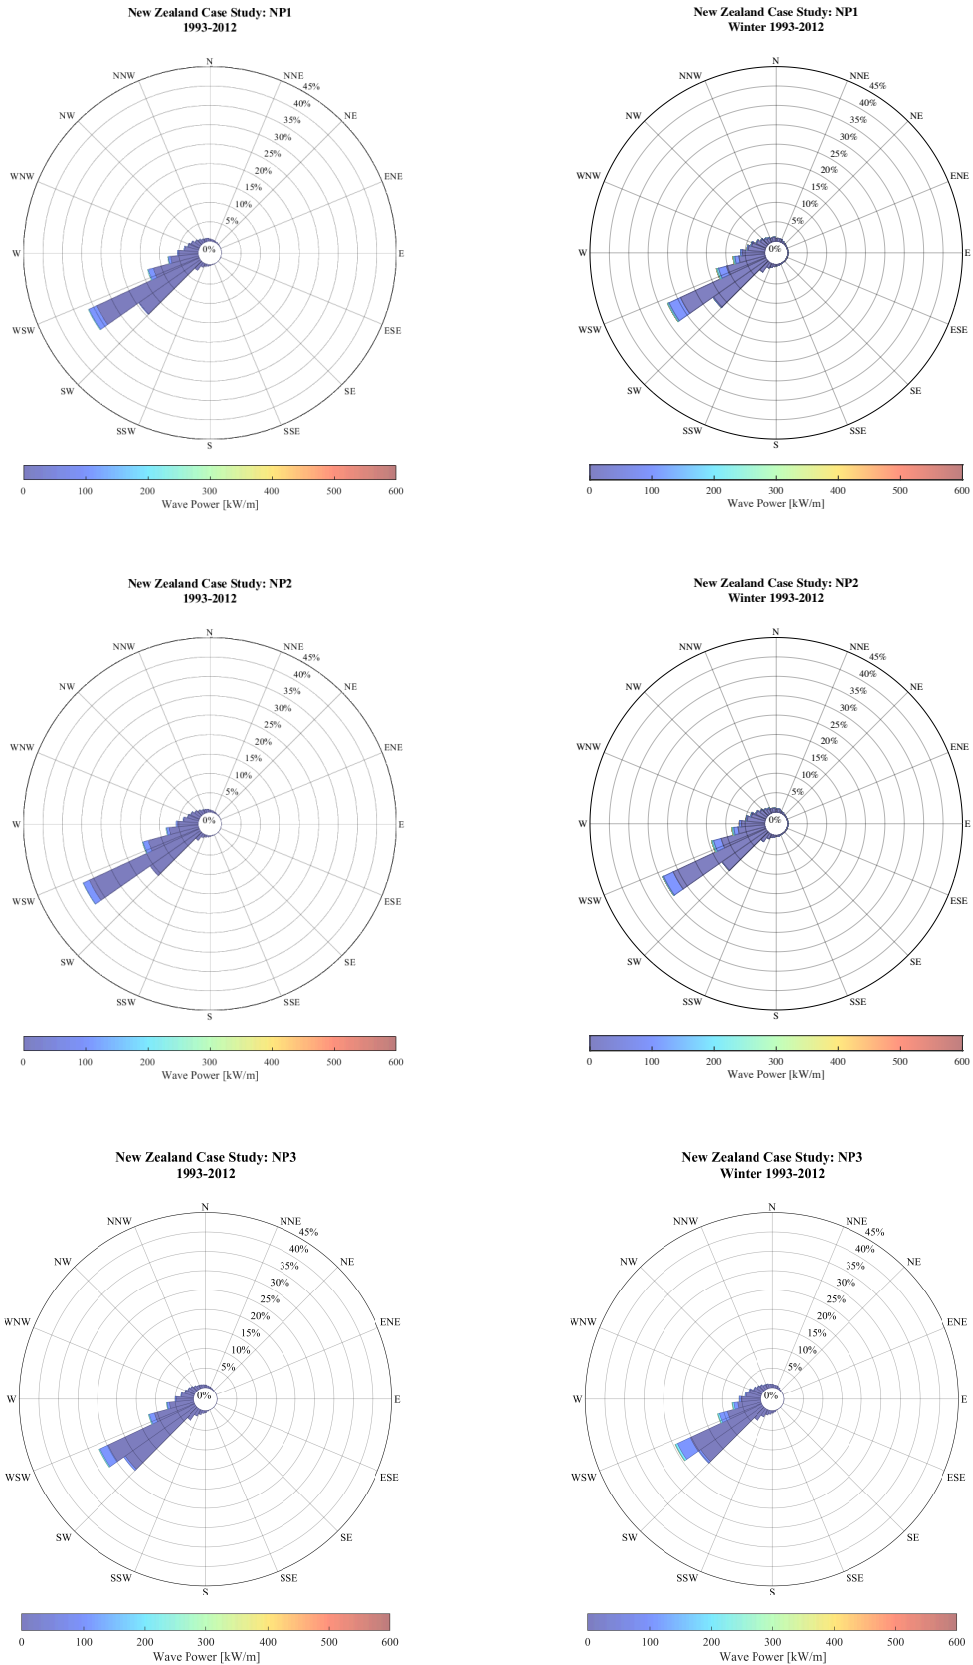 New Zealand Case Study: NP1
1993-2012
N
NNW
NNE
45%
40%
NW
NE
35%
30%
25%
20%
WNW
ENE
15%
10%
5%
0%
W
E
WSW
ESE
SW
SE
SSW
SSE
S
0 100 200 300 400 500 600
Wave Power [kW/m]
New Zealand Case Study: NP1
Winter 1993-2012
N
NNW
NNE
45%
40%
NW
NE
35%
30%
25%
20%
WNW
ENE
15%
10%
5%
0%
W
E
WSW
ESE
SW
SE
SSW
SSE
S
0 100 200 300 400 500 600
Wave Power [kW/m]
New Zealand Case Study: NP2
1993-2012
N
NNW
NNE
45%
40%
NW
NE
35%
30%
25%
20%
WNW
ENE
15%
10%
5%
0%
W
E
WSW
ESE
SW
SE
SSW
SSE
S
0 100 200 300 400 500 600
Wave Power [kW/m]
New Zealand Case Study: NP2
Winter 1993-2012
N
NNW
NNE
45%
40%
NW
NE
35%
30%
25%
20%
WNW
ENE
15%
10%
5%
0%
W
E
WSW
ESE
SW
SE
SSW
SSE
S
0 100 200 300 400 500 600
Wave Power [kW/m]
New Zealand Case Study: NP3
1993-2012
N
NNW
NNE
45%
40%
NW
NE
35%
30%
25%
20%
WNW
ENE
15%
10%
5%
0%
W
E
WSW
ESE
SW
SE
SSW
SSE
S
0 100 200 300 400 500 600
Wave Power [kW/m]
New Zealand Case Study: NP3
Winter 1993-2012
N
NNW
NNE
45%
40%
NW
NE
35%
30%
25%
20%
WNW
ENE
15%
10%
5%
0%
W
E
WSW
ESE
SW
SE
SSW
SSE
S
0 100 200 300 400 500 600
Wave Power [kW/m]